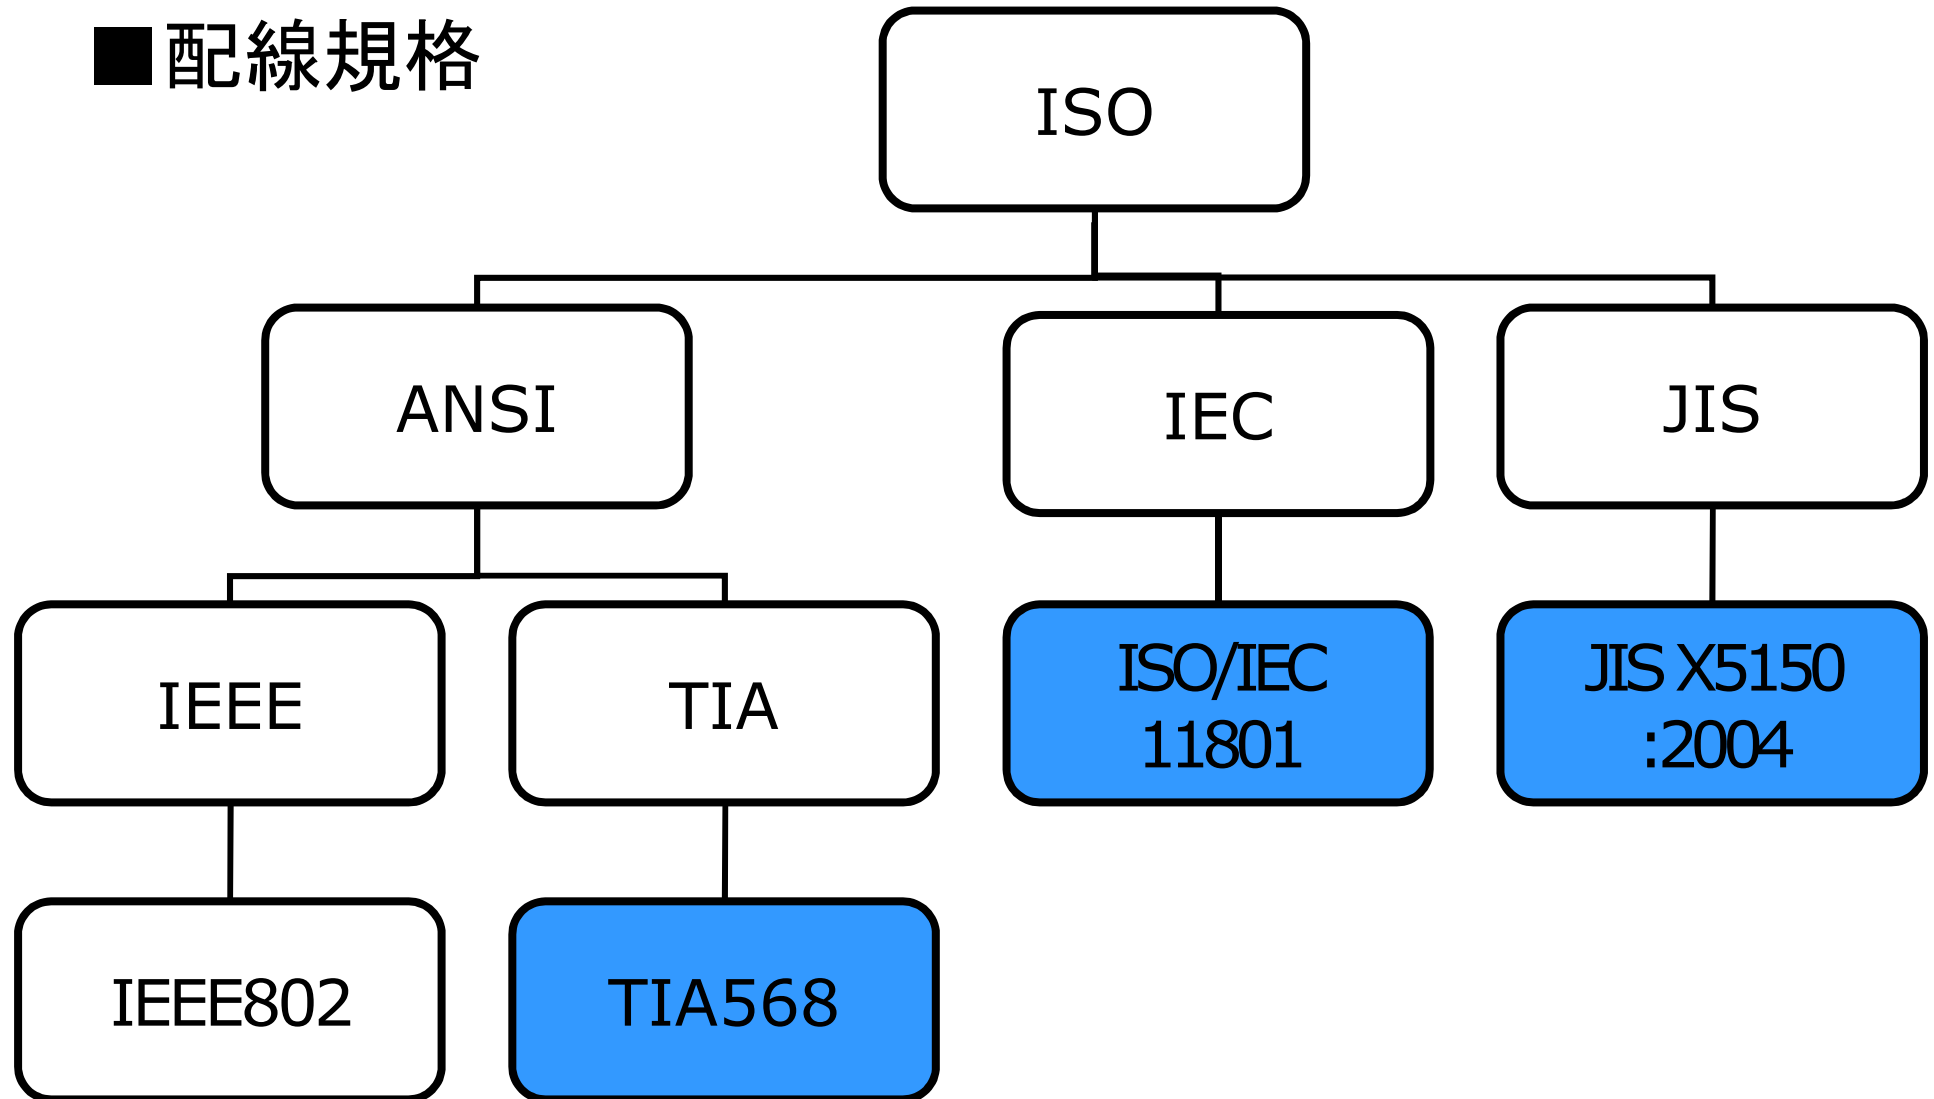 ■配線規格
ISO
ANSI
IEC
JIS
IEEE
TIA
ISO/IEC
11801
JIS X5150
:2004
IEEE802
TIA568